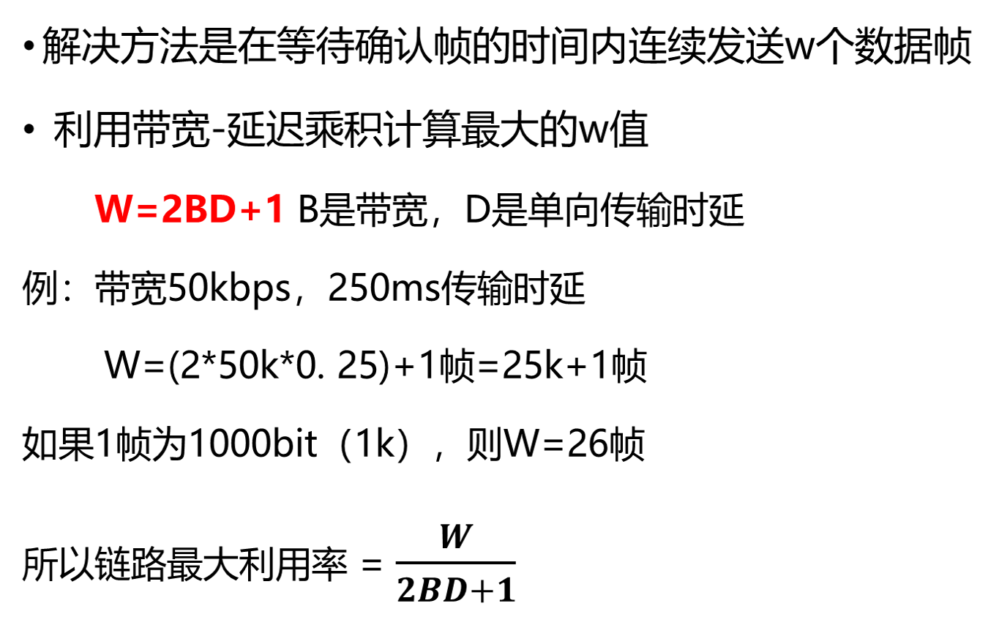 • 解决方法是在等待确认帧的时间内连续发送w个数据帧
• 利用带宽-延迟乘积计算最大的w值
W=2BD+1 B是带宽，D是单向传输时延
例：带宽50kbps，250ms传输时延
W=(2*50k*0. 25)+1帧=25k+1帧
如果1帧为1000bit（1k），则W=26帧
所以链路最大利用率 = W / 2BD+1